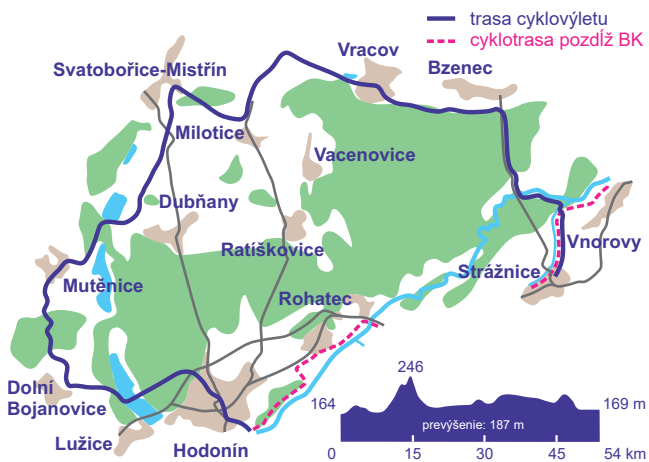 trasa cyklovýletu
cyklotrasa pozdĺž BK
Vracov
Svatobořice-Mistřín
Bzenec
Milotice
Vacenovice
Dubňany
Ratíškovice
Vnorovy
Strážnice
Mutěnice
Rohatec
Dolní
Bojanovice
Lužice
Hodonín
246
164
169 m
prevýšenie: 187 m
0 15 30 45 54 km